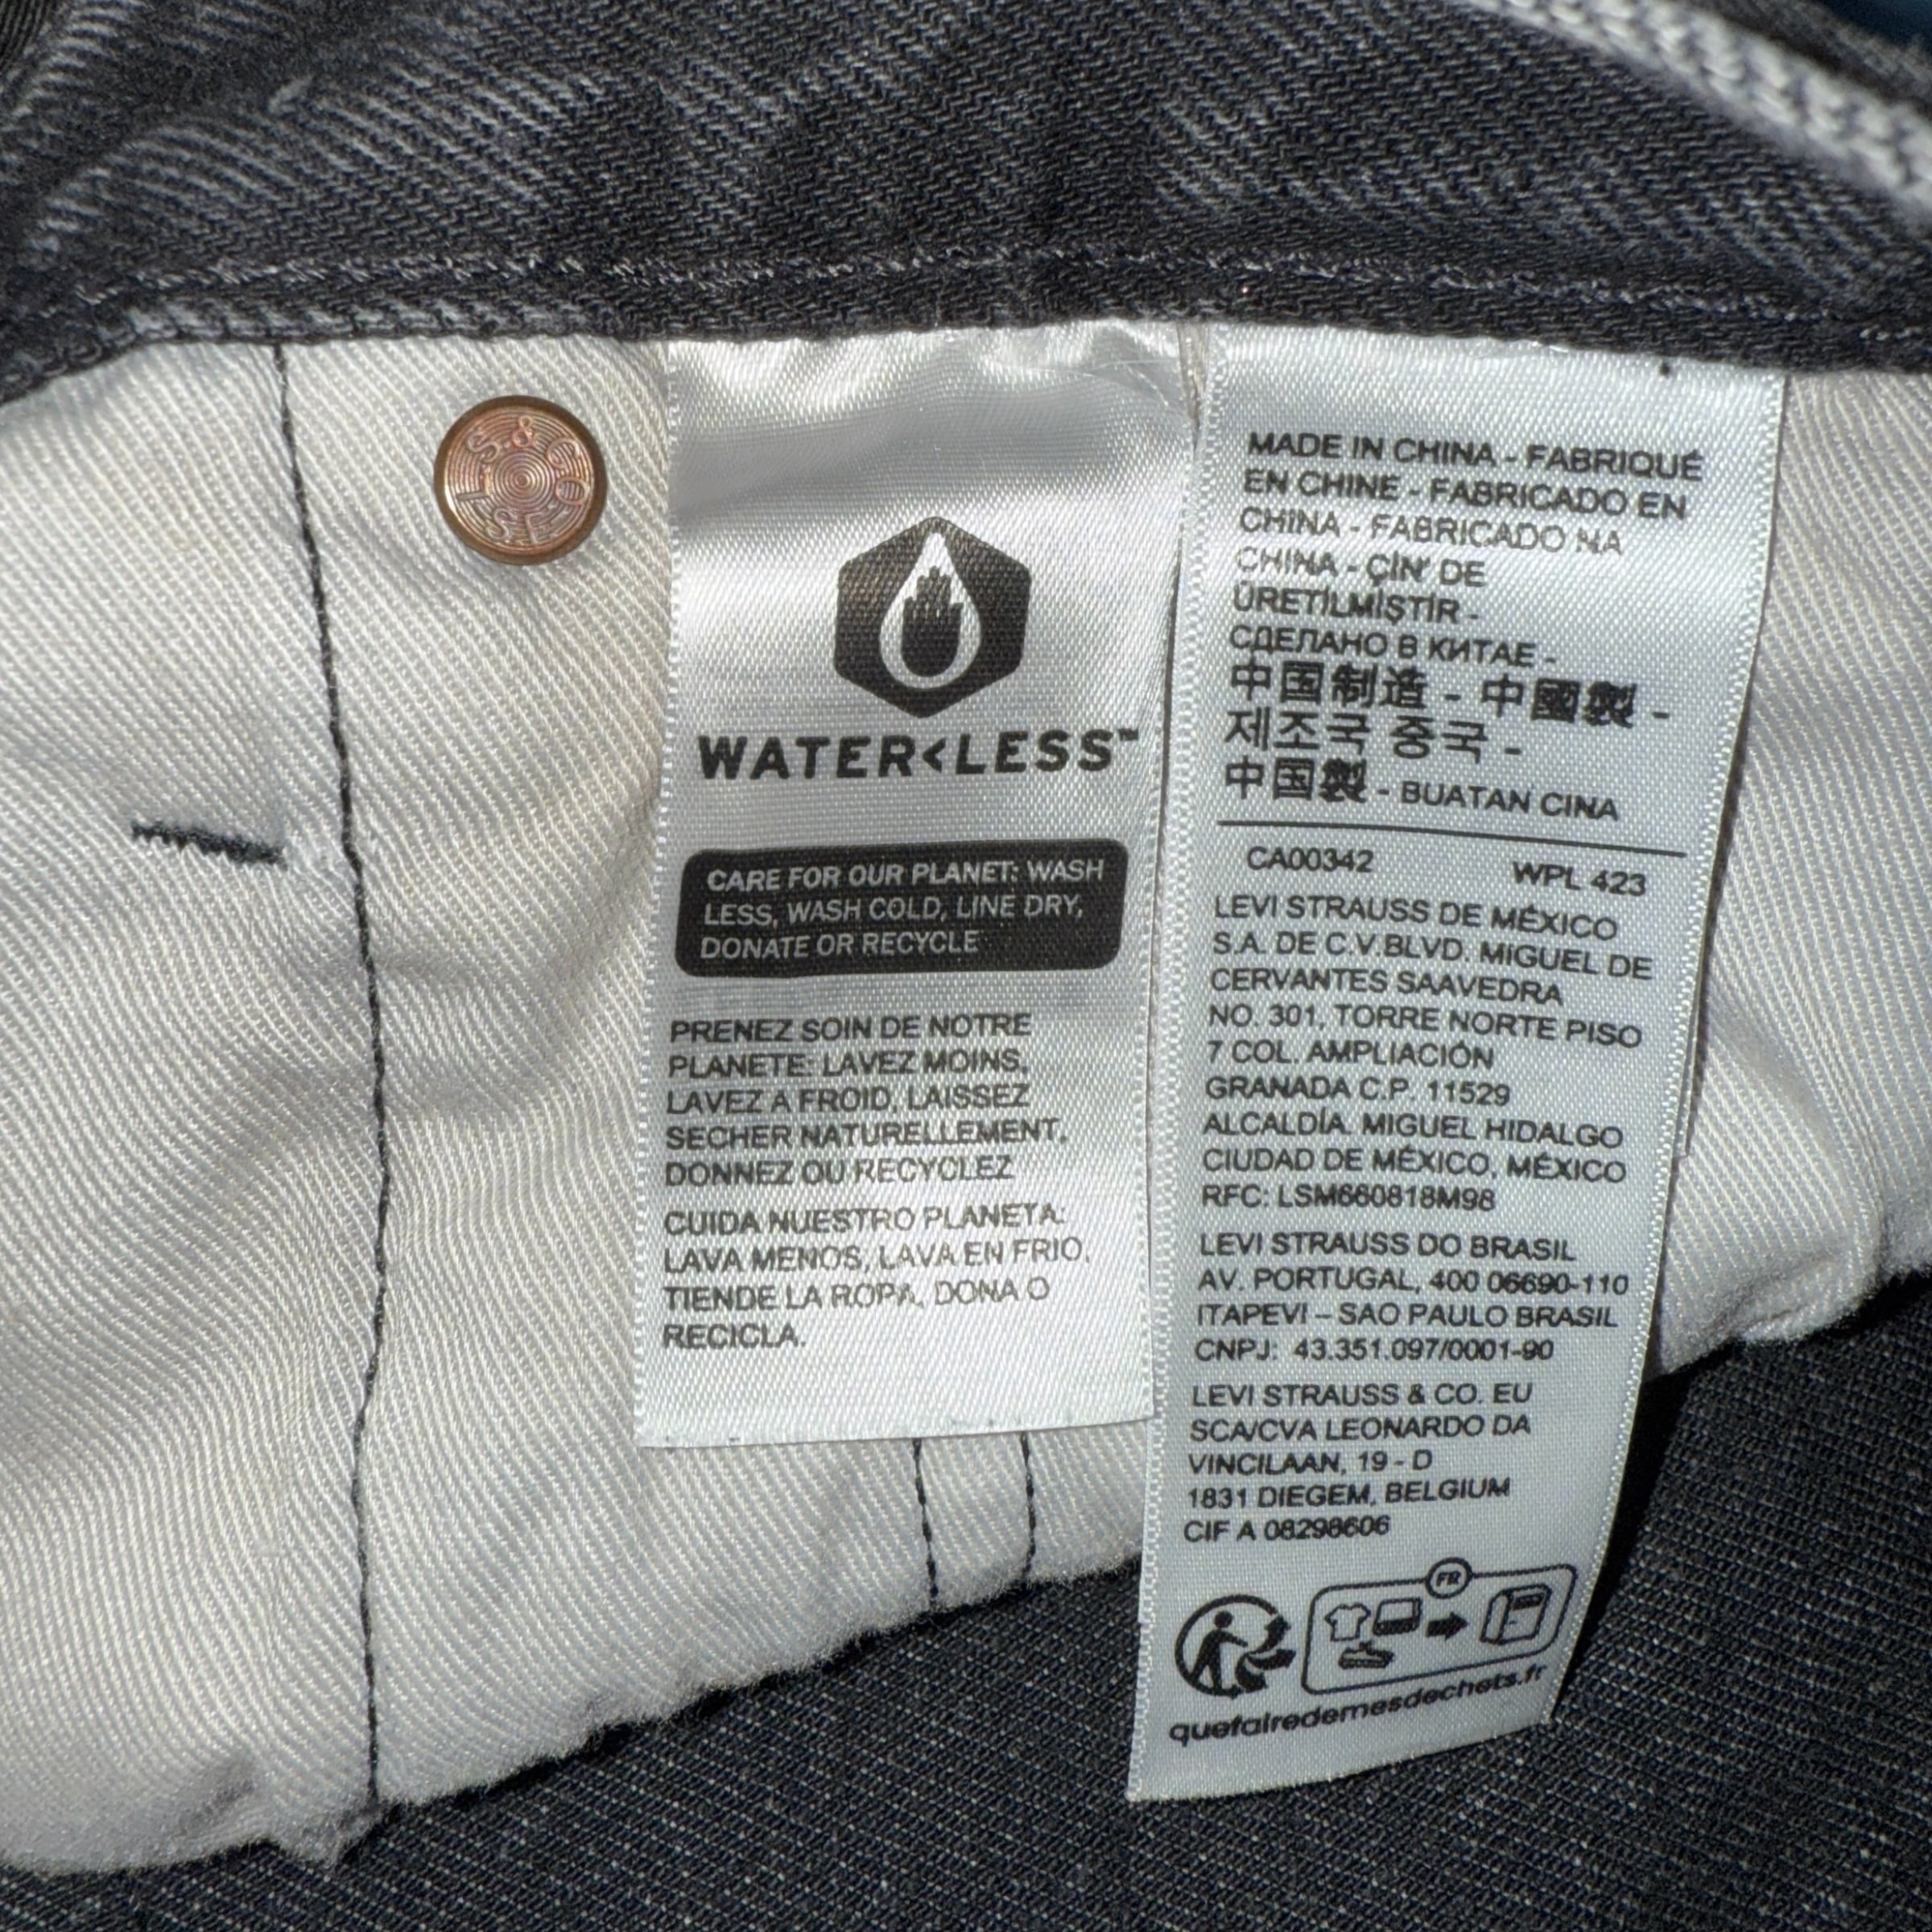 L.S. & CO. S.F.
WATER<LESS™
CARE FOR OUR PLANET: WASH
LESS, WASH COLD, LINE DRY,
DONATE OR RECYCLE
PRENEZ SOIN DE NOTRE
PLANETE: LAVEZ MOINS,
LAVEZ A FROID, LAISSEZ
SECHER NATURELLEMENT,
DONNEZ OU RECYCLEZ
CUIDA NUESTRO PLANETA:
LAVA MENOS, LAVA EN FRIO,
TIENDE LA ROPA, DONA O
RECICLA.
MADE IN CHINA - FABRIQUÉ
EN CHINE - FABRICADO EN
CHINA - FABRICADO NA
CHINA - ÇİN' DE
ÜRETİLMİŞTİR -
СДЕЛАНО В КИТАЕ -
中国制造 - 中國製 -
제조국 중국 -
中国製 - BUATAN CINA
CA00342 WPL 423
LEVI STRAUSS DE MÉXICO
S.A. DE C.V.BLVD. MIGUEL DE
CERVANTES SAAVEDRA
NO. 301, TORRE NORTE PISO
7 COL. AMPLIACIÓN
GRANADA C.P. 11529
ALCALDÍA. MIGUEL HIDALGO
CIUDAD DE MÉXICO, MÉXICO
RFC: LSM660818M98
LEVI STRAUSS DO BRASIL
AV. PORTUGAL, 400 06690-110
ITAPEVI – SAO PAULO BRASIL
CNPJ: 43.351.097/0001-90
LEVI STRAUSS & CO. EU
SCA/CVA LEONARDO DA
VINCILAAN, 19 - D
1831 DIEGEM, BELGIUM
CIF A 08298606
FR
quefairedemesdechets.fr